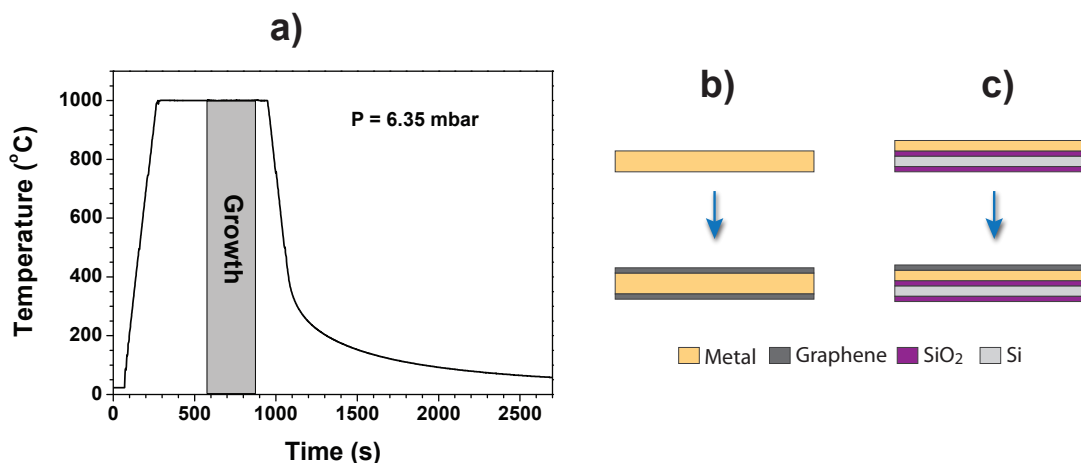 a)
b)
c)
Temperature (°C)
1000
800
600
400
200
0
P = 6.35 mbar
Growth
0 500 1000 1500 2000 2500
Time (s)
Metal Graphene SiO₂ Si